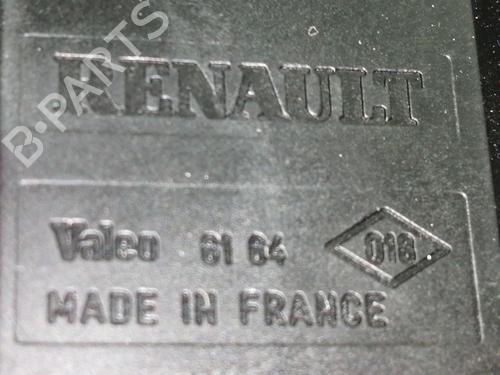 B-PARTS
RENAULT
Valeo 61 64 018
MADE IN FRANCE